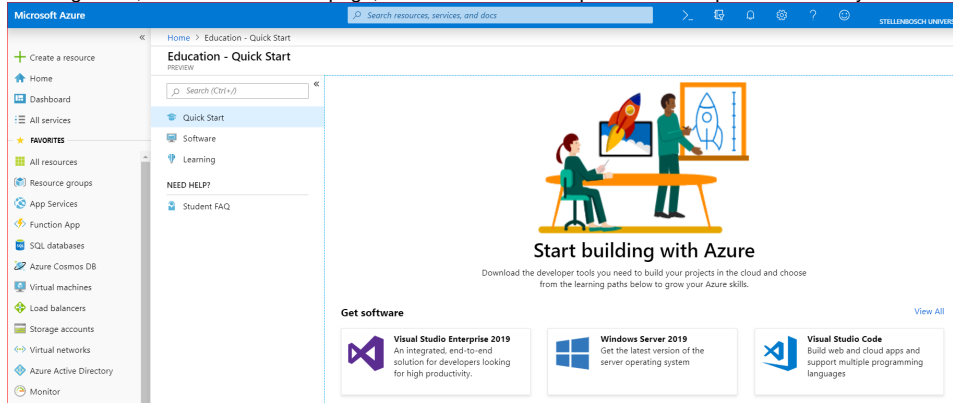 Microsoft Azure
Search resources, services, and docs
STELLENBOSCH
Home > Education - Quick Start
Education - Quick Start
PREVIEW
Search (Ctrl+/)
Create a resource
Home
Dashboard
All services
FAVORITES
All resources
Resource groups
App Services
Function App
SQL databases
Azure Cosmos DB
Virtual machines
Load balancers
Storage accounts
Virtual networks
Azure Active Directory
Monitor
Quick Start
Software
Learning
NEED HELP?
Student FAQ
Start building with Azure
Download the developer tools you need to build your projects in the cloud and choose
from the learning paths below to grow your Azure skills.
Get software
View All
Visual Studio Enterprise 2019
An integrated, end-to-end
solution for developers looking
for high productivity.
Windows Server 2019
Get the latest version of the
server operating system
Visual Studio Code
Build web and cloud apps and
support multiple programming
languages